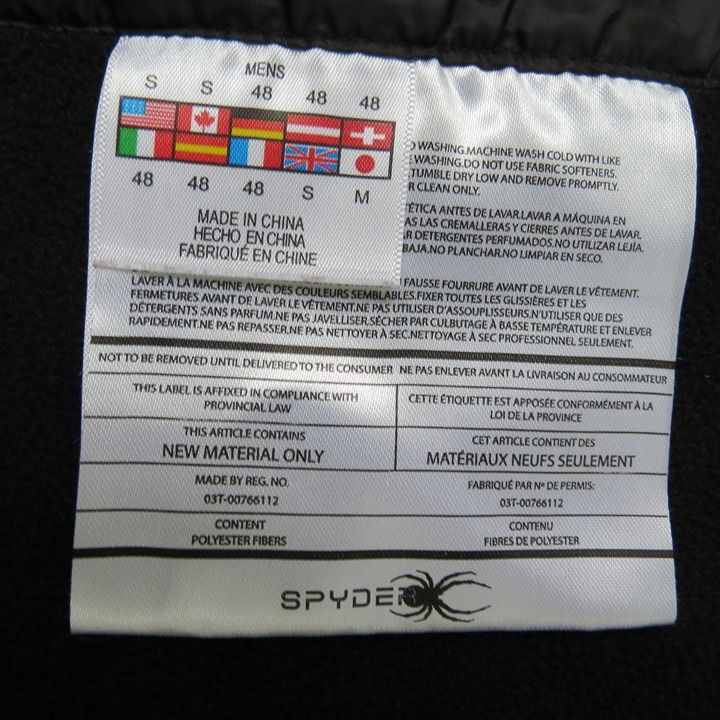 MENS
S S 48 48 48
48 48 48 S M
MADE IN CHINA
HECHO EN CHINA
FABRIQUÉ EN CHINE
WASHING.MACHINE WASH COLD WITH LIKE
WASHING.DO NOT USE FABRIC SOFTENERS.
TUMBLE DRY LOW AND REMOVE PROMPTLY.
CLEAN ONLY.
ANTES DE LAVAR.LAVAR A MÁQUINA EN
LAS CREMALLERAS Y CIERRES ANTES DE LAVAR.
DETERGENTES PERFUMADOS.NO UTILIZAR LEJÍA.
BAJA.NO PLANCHAR.NO LIMPIAR EN SECO.
FAUSSE FOURRURE AVANT DE LAVER LE VÊTEMENT.
LAVER À LA MACHINE AVEC DES COULEURS SEMBLABLES.FIXER TOUTES LES GLISSIÈRES ET LES
FERMETURES AVANT DE LAVER LE VÊTEMENT.NE PAS UTILISER D'ASSOUPLISSEURS.N'UTILISER QUE DES
DÉTERGENTS SANS PARFUM.NE PAS JAVELLISER.SÉCHER PAR CULBUTAGE À BASSE TEMPÉRATURE ET ENLEVER
RAPIDEMENT.NE PAS REPASSER.NE PAS NETTOYER À SEC.NETTOYAGE À SEC PROFESSIONNEL SEULEMENT.
NOT TO BE REMOVED UNTIL DELIVERED TO THE CONSUMER NE PAS ENLEVER AVANT LA LIVRAISON AU CONSOMMATEUR
THIS LABEL IS AFFIXED IN COMPLIANCE WITH
PROVINCIAL LAW
CETTE ÉTIQUETTE EST APPOSÉE CONFORMÉMENT À LA
LOI DE LA PROVINCE
THIS ARTICLE CONTAINS
NEW MATERIAL ONLY
CET ARTICLE CONTIENT DES
MATÉRIAUX NEUFS SEULEMENT
MADE BY REG. NO.
03T-00766112
FABRIQUÉ PAR Nº DE PERMIS:
03T-00766112
CONTENT
POLYESTER FIBERS
CONTENU
FIBRES DE POLYESTER
SPYDER